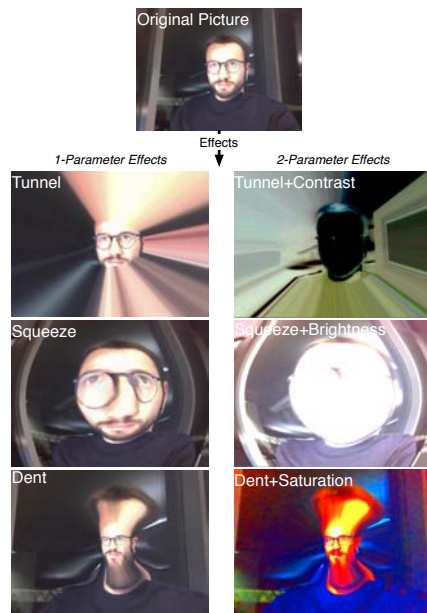 Original Picture
Effects
1-Parameter Effects
2-Parameter Effects
Tunnel
Tunnel+Contrast
Squeeze
Squeeze+Brightness
Dent
Dent+Saturation